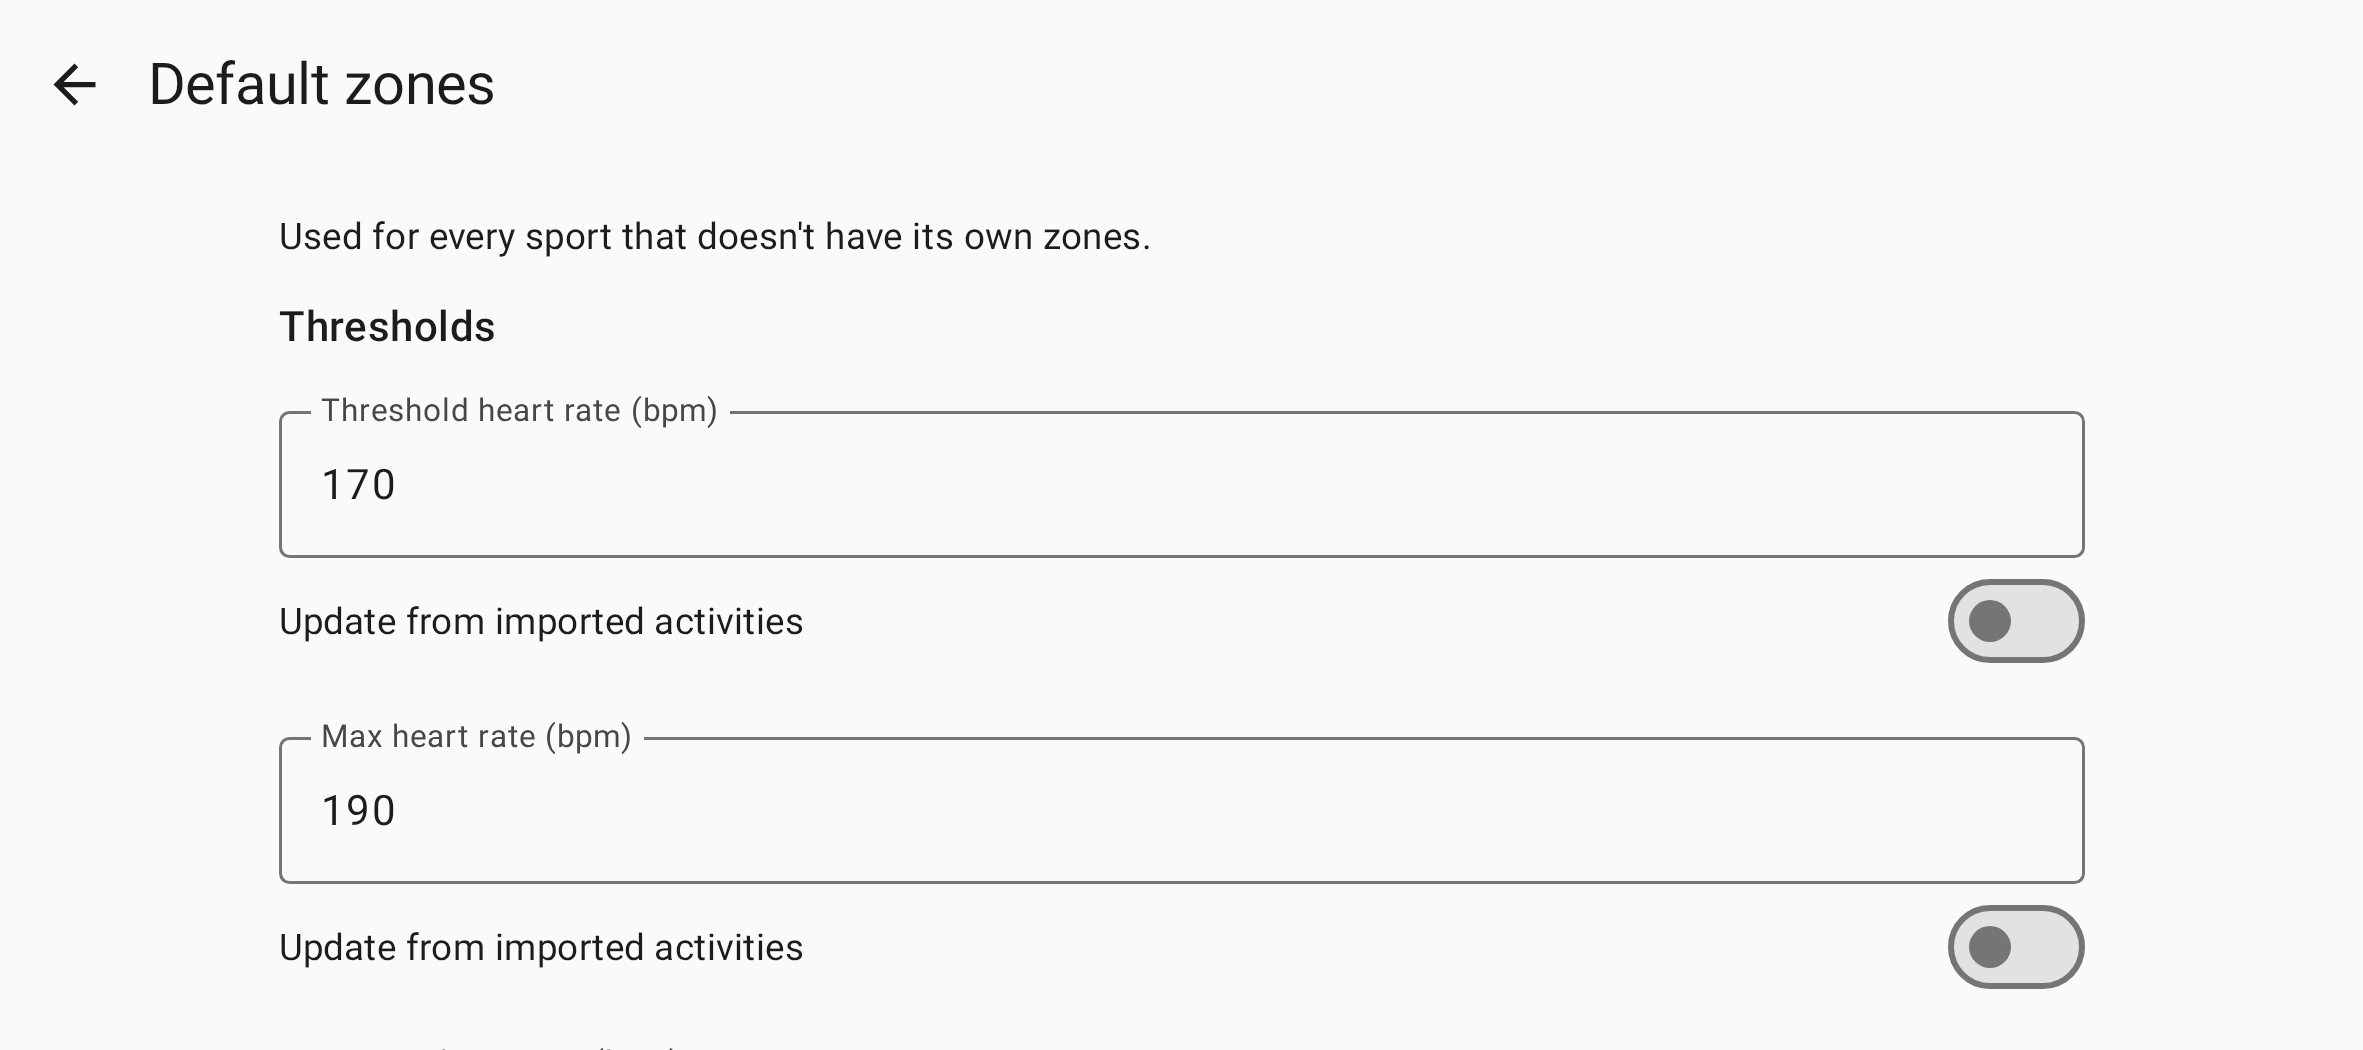 Default zones
Used for every sport that doesn't have its own zones.
Thresholds
Threshold heart rate (bpm)
170
Update from imported activities
Max heart rate (bpm)
190
Update from imported activities